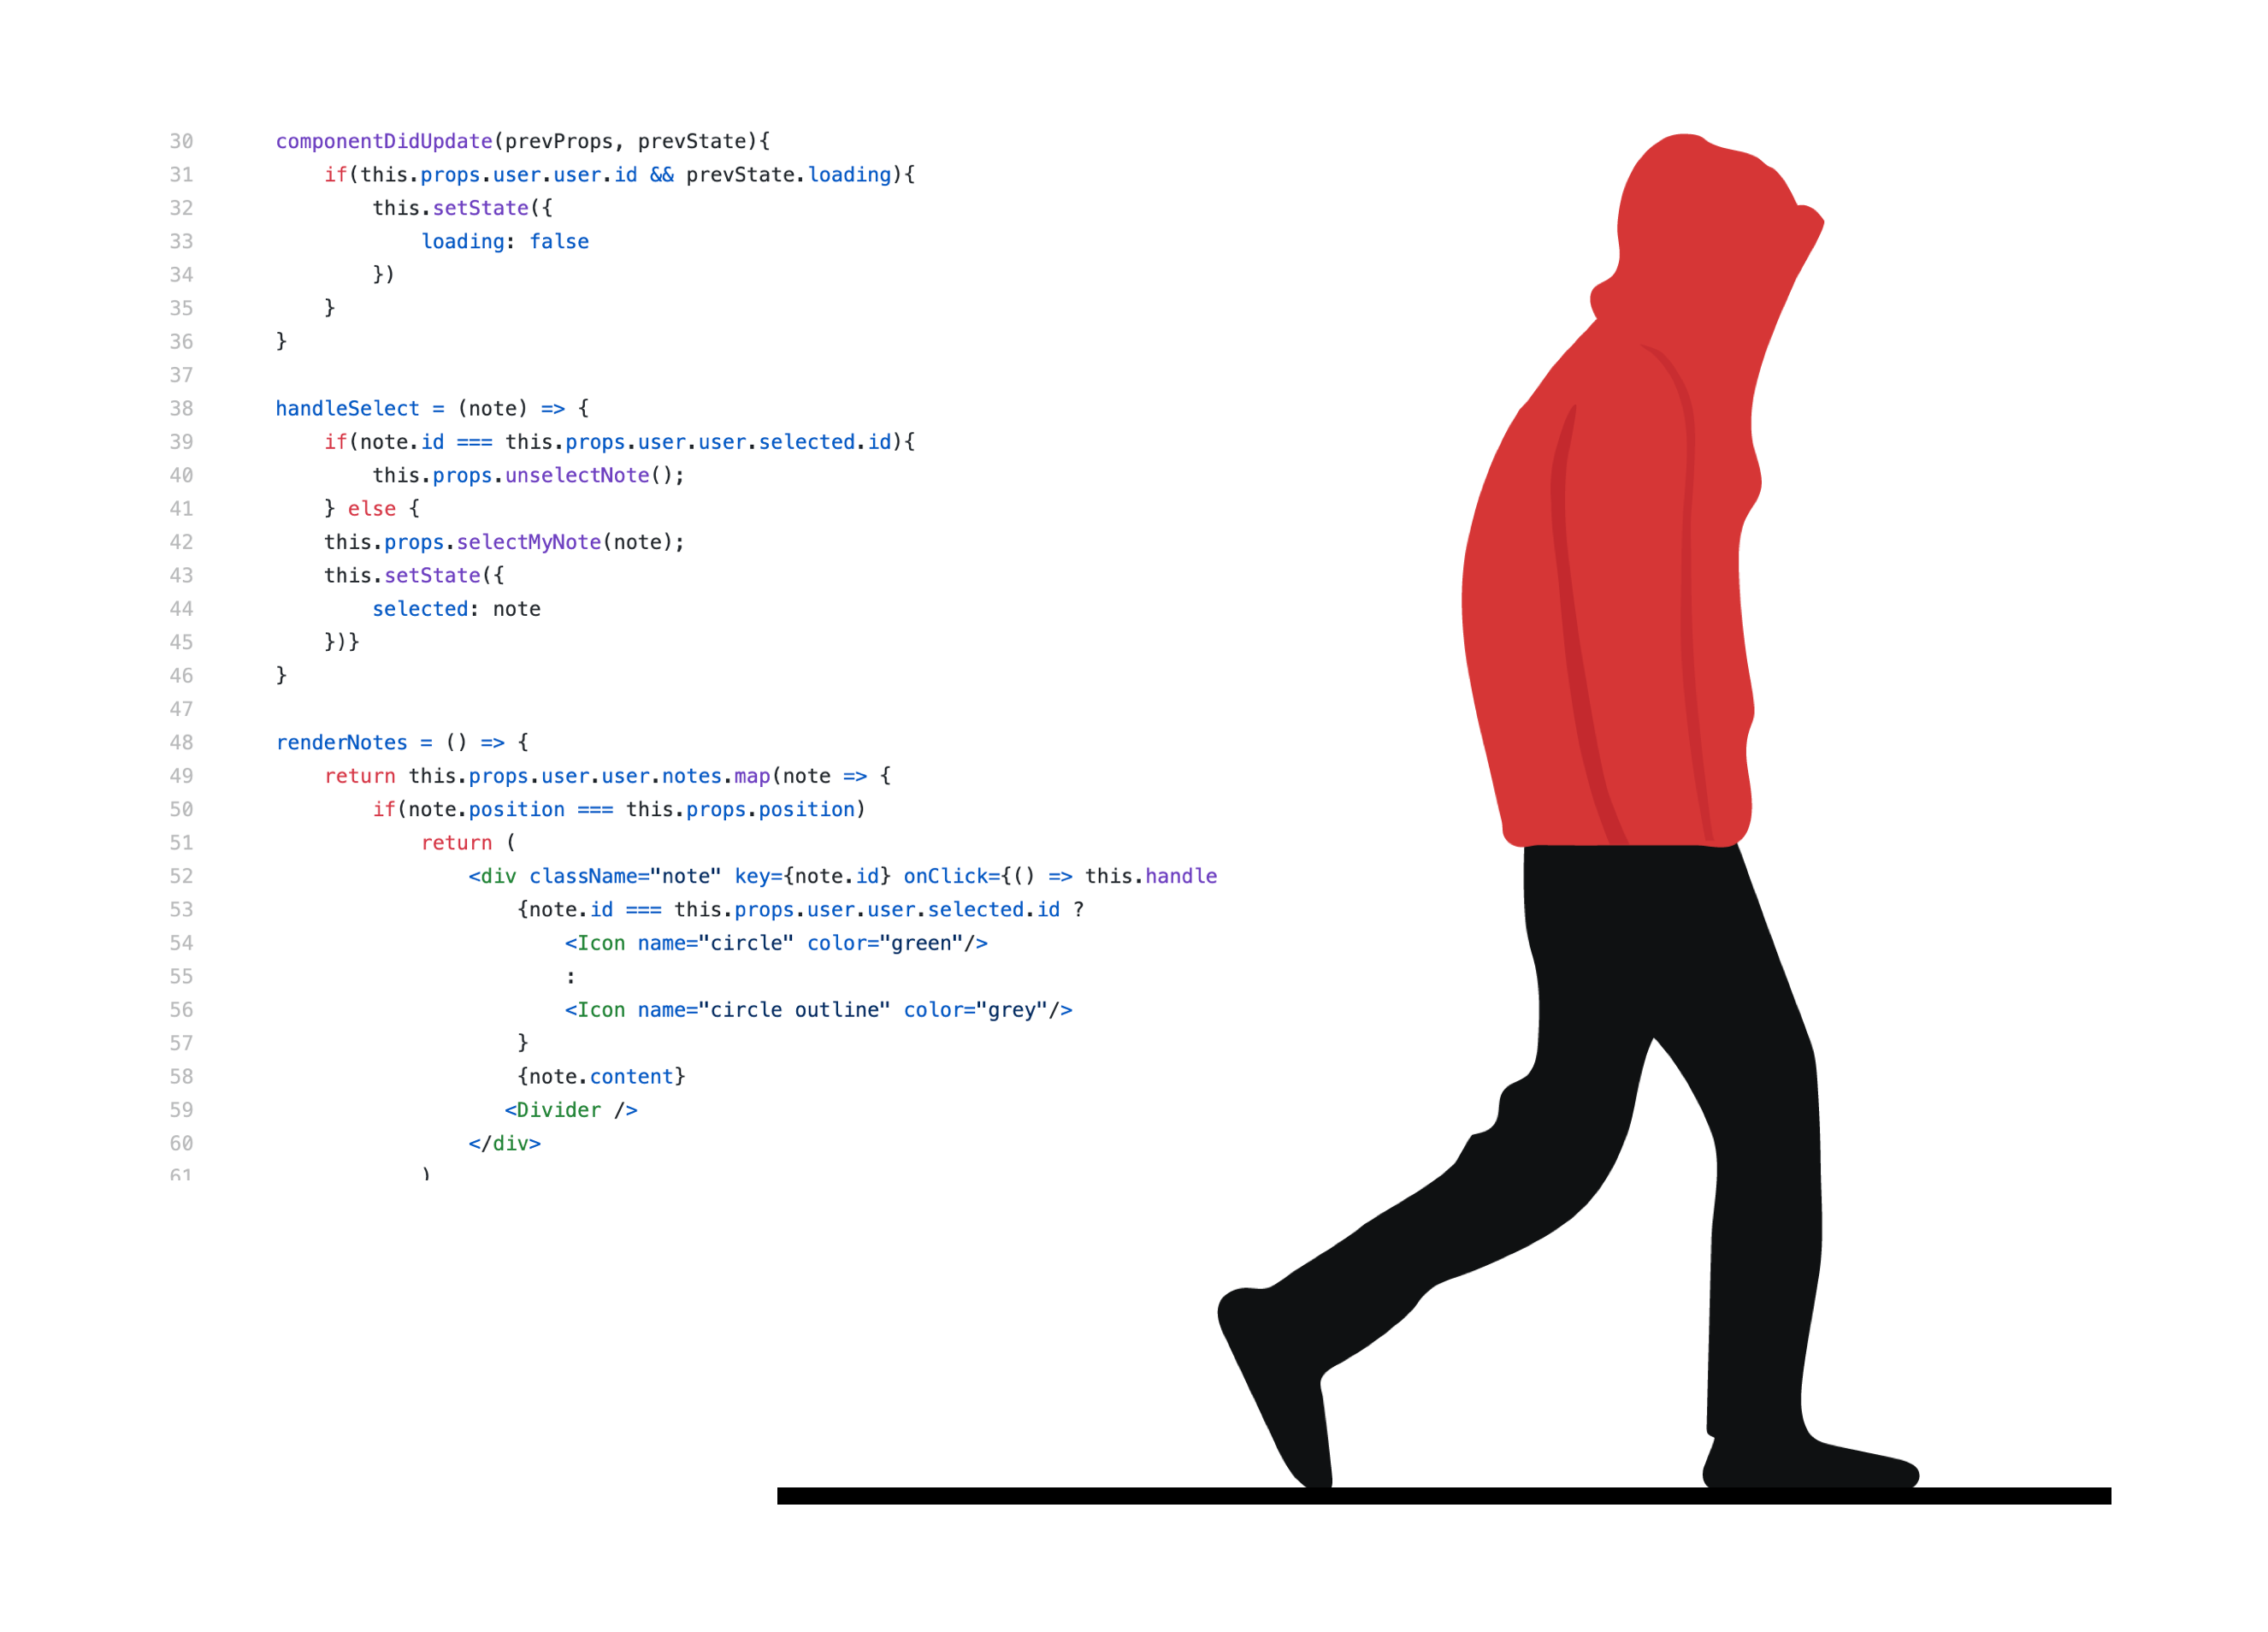 30 componentDidUpdate(prevProps, prevState){
31 if(this.props.user.user.id && prevState.loading){
32 this.setState({
33 loading: false
34 })
35 }
36 }
37
38 handleSelect = (note) => {
39 if(note.id === this.props.user.user.selected.id){
40 this.props.unselectNote();
41 } else {
42 this.props.selectMyNote(note);
43 this.setState({
44 selected: note
45 })}
46 }
47
48 renderNotes = () => {
49 return this.props.user.user.notes.map(note => {
50 if(note.position === this.props.position)
51 return (
52 <div className="note" key={note.id} onClick={() => this.handle
53 {note.id === this.props.user.user.selected.id ?
54 <Icon name="circle" color="green"/>
55 :
56 <Icon name="circle outline" color="grey"/>
57 }
58 {note.content}
59 <Divider />
60 </div>
61 )